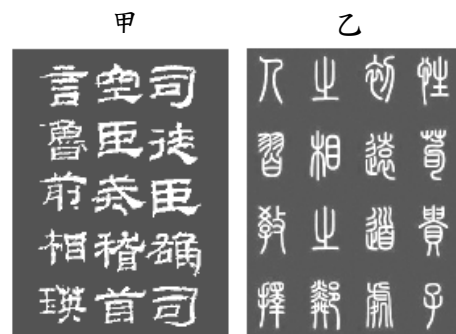 甲
司徒臣雄司
空臣戒稽首
言魯前相瑛
乙
人之初性
習相遠苟
教之道貴
擇鄰處子